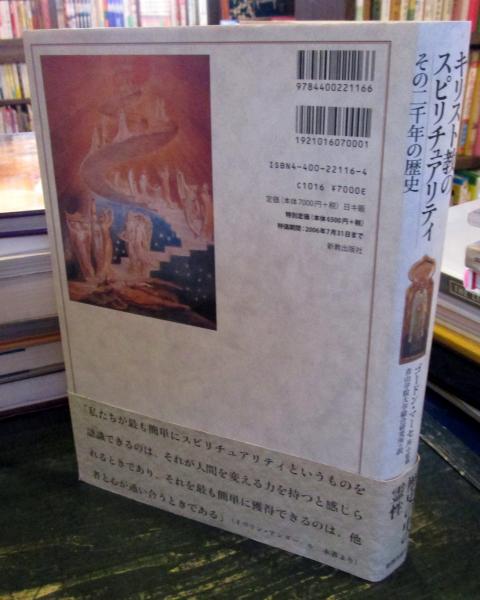 キリスト教の
スピリチュアリティ
その二千年の歴史
9784400221166
1921016070001
ISBN4-400-22116-4
C1016 ¥7000E
定価(本体7000円+税) 日キ販
特別定価(本体6500円+税)
特価期間:2006年7月31日まで
新教出版社
「私たちが最も簡単にスピリチュアリティというものを
認識できるのは、それが人間を変える力を持つと感じら
れるときであり、それを最も簡単に獲得できるのは、他
者と心が通い合うときである」
霊性